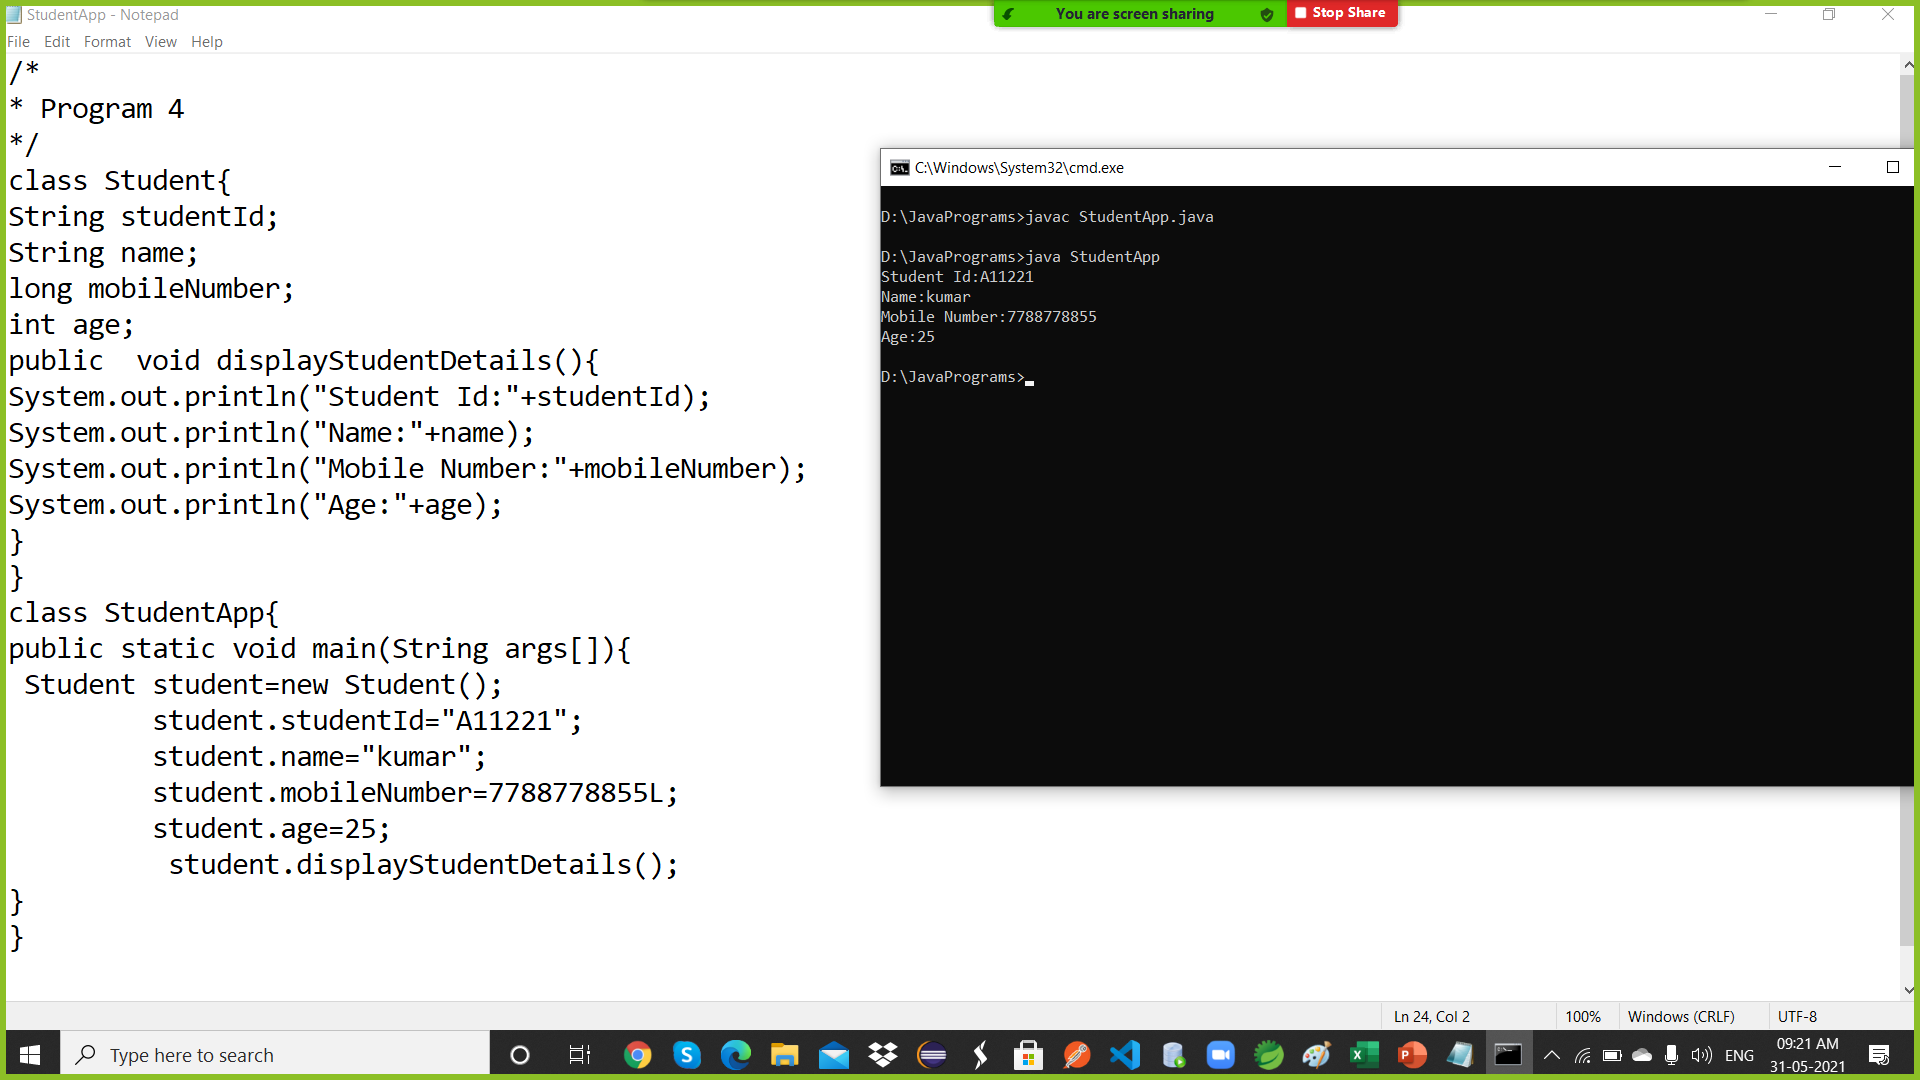 StudentApp - Notepad
You are screen sharing
Stop Share
File Edit Format View Help
/*
* Program 4
*/
class Student{
String studentId;
String name;
long mobileNumber;
int age;
public  void displayStudentDetails(){
System.out.println("Student Id:"+studentId);
System.out.println("Name:"+name);
System.out.println("Mobile Number:"+mobileNumber);
System.out.println("Age:"+age);
}
}
class StudentApp{
public static void main(String args[]){
 Student student=new Student();
         student.studentId="A11221";
         student.name="kumar";
         student.mobileNumber=7788778855L;
         student.age=25;
          student.displayStudentDetails();
}
}
C:\Windows\System32\cmd.exe
D:\JavaPrograms>javac StudentApp.java
D:\JavaPrograms>java StudentApp
Student Id:A11221
Name:kumar
Mobile Number:7788778855
Age:25
D:\JavaPrograms>
Ln 24, Col 2
100%
Windows (CRLF)
UTF-8
Type here to search
ENG
09:21 AM
31-05-2021